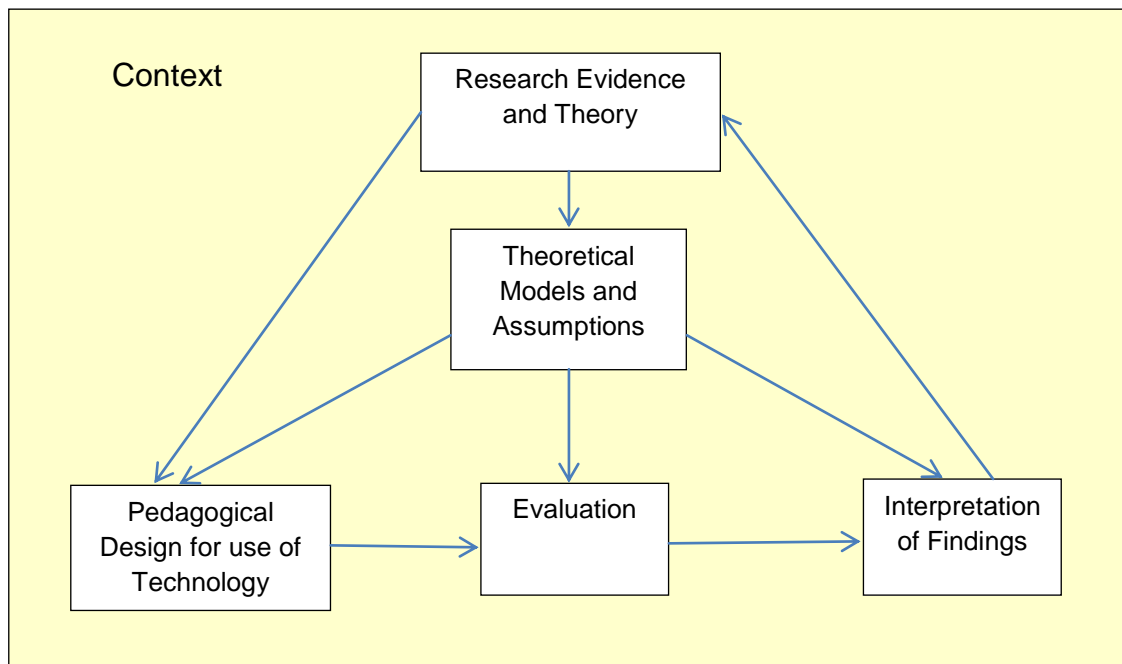 Context
Research Evidence
and Theory
Theoretical
Models and
Assumptions
Pedagogical
Design for use of
Technology
Evaluation
Interpretation
of Findings